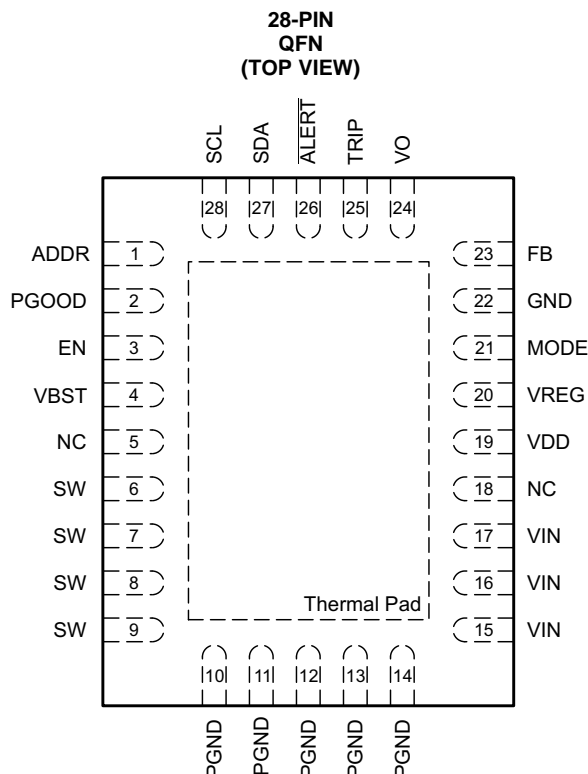 28-PIN
QFN
(TOP VIEW)
SCL
SDA
ALERT
TRIP
VO
28
27
26
25
24
ADDR 1
23 FB
PGOOD 2
22 GND
EN 3
21 MODE
VBST 4
20 VREG
NC 5
19 VDD
SW 6
18 NC
SW 7
17 VIN
SW 8
16 VIN
SW 9
15 VIN
Thermal Pad
10
11
12
13
14
PGND
PGND
PGND
PGND
PGND